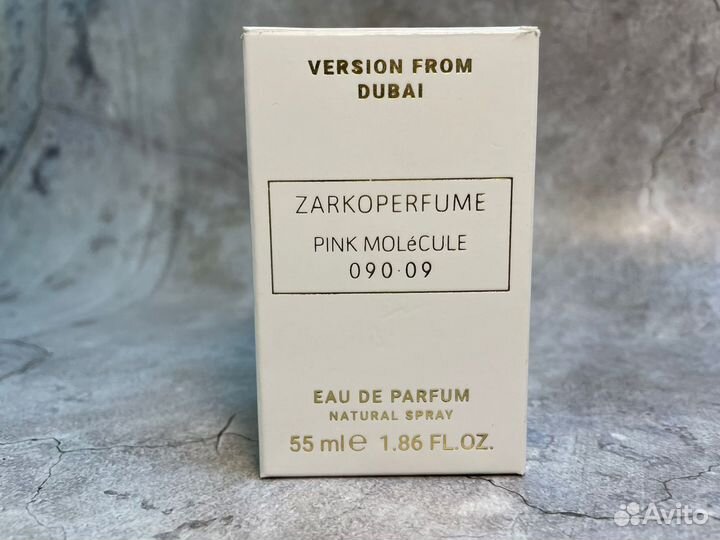 VERSION FROM
DUBAI
ZARKOPERFUME
PINK MOLéCULE
090·09
EAU DE PARFUM
NATURAL SPRAY
55 ml e 1.86 FL.OZ.
Avito